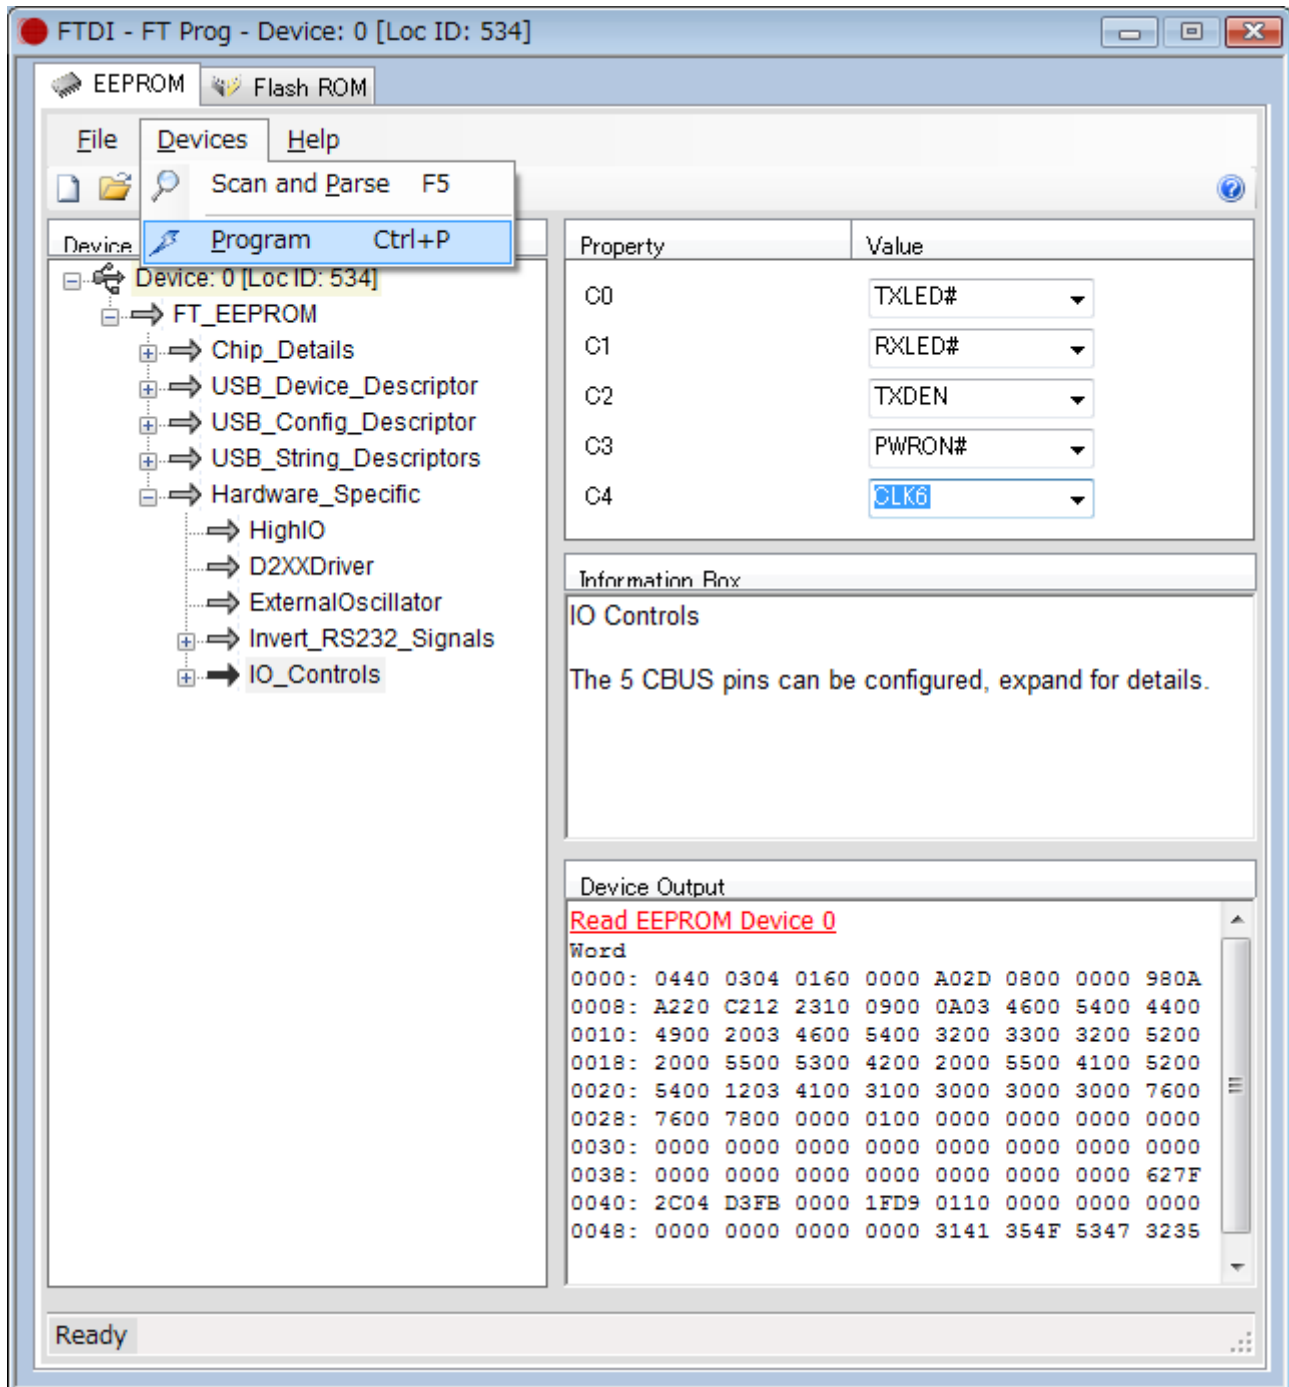 FTDI - FT Prog - Device: 0 [Loc ID: 534]
EEPROM Flash ROM
File Devices Help
Scan and Parse F5
Program Ctrl+P
Device
Property Value
Device: 0 [Loc ID: 534]
FT_EEPROM
Chip_Details
USB_Device_Descriptor
USB_Config_Descriptor
USB_String_Descriptors
Hardware_Specific
HighIO
D2XXDriver
ExternalOscillator
Invert_RS232_Signals
IO_Controls
C0 TXLED#
C1 RXLED#
C2 TXDEN
C3 PWRON#
C4 CLK6
Information Box
IO Controls
The 5 CBUS pins can be configured, expand for details.
Device Output
Read EEPROM Device 0
Word
0000: 0440 0304 0160 0000 A02D 0800 0000 980A
0008: A220 C212 2310 0900 0A03 4600 5400 4400
0010: 4900 2003 4600 5400 3200 3300 3200 5200
0018: 2000 5500 5300 4200 2000 5500 4100 5200
0020: 5400 1203 4100 3100 3000 3000 3000 7600
0028: 7600 7800 0000 0100 0000 0000 0000 0000
0030: 0000 0000 0000 0000 0000 0000 0000 0000
0038: 0000 0000 0000 0000 0000 0000 0000 627F
0040: 2C04 D3FB 0000 1FD9 0110 0000 0000 0000
0048: 0000 0000 0000 0000 3141 354F 5347 3235
Ready